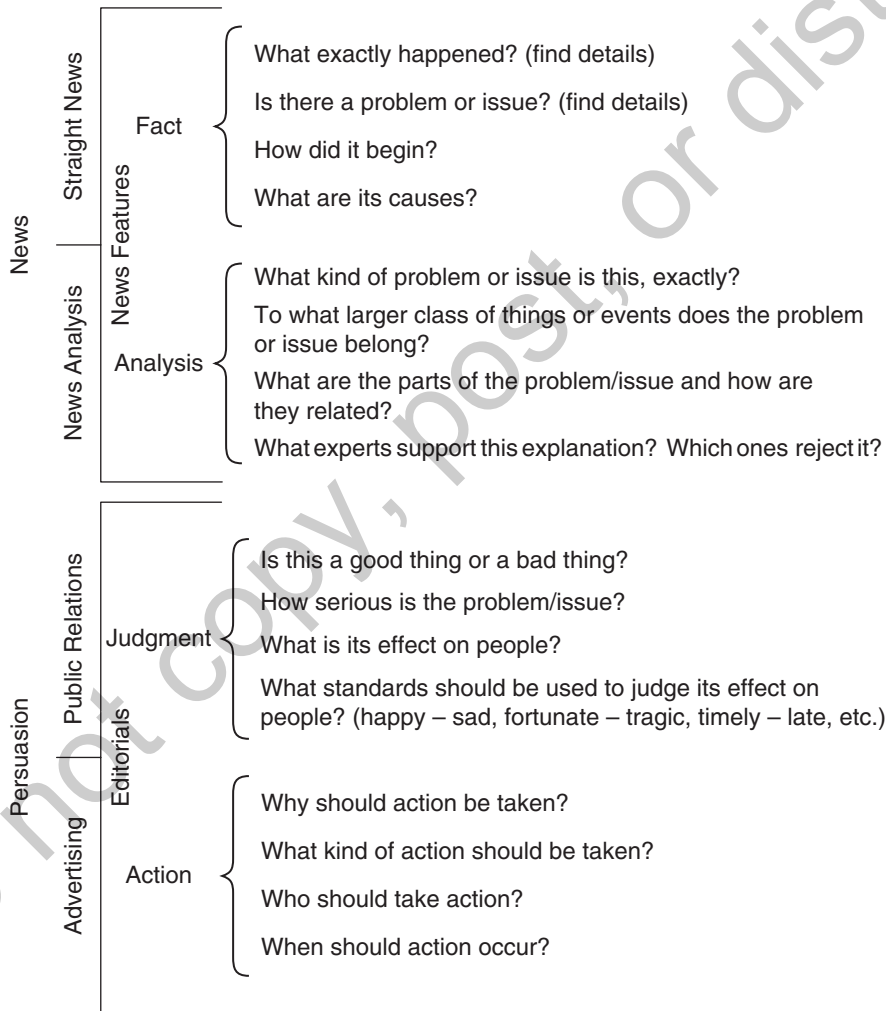 News
Straight News
News Analysis
News Features
Fact
What exactly happened? (find details)
Is there a problem or issue? (find details)
How did it begin?
What are its causes?
Analysis
What kind of problem or issue is this, exactly?
To what larger class of things or events does the problem
or issue belong?
What are the parts of the problem/issue and how are
they related?
What experts support this explanation? Which ones reject it?
Persuasion
Public Relations
Advertising
Editorials
Judgment
Is this a good thing or a bad thing?
How serious is the problem/issue?
What is its effect on people?
What standards should be used to judge its effect on
people? (happy – sad, fortunate – tragic, timely – late, etc.)
Action
Why should action be taken?
What kind of action should be taken?
Who should take action?
When should action occur?
not copy, post, or